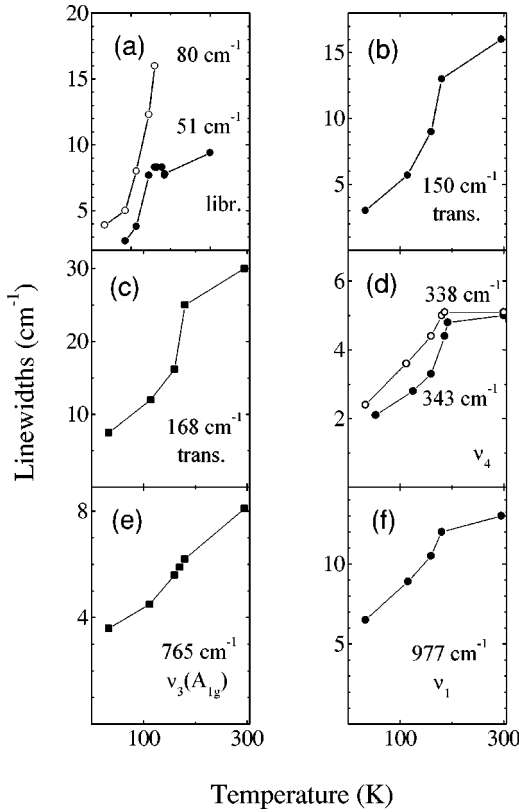 Linewidths (cm⁻¹)
20
15
10
5
(a)
80 cm⁻¹
51 cm⁻¹
libr.
15
10
5
(b)
150 cm⁻¹
trans.
30
20
10
(c)
168 cm⁻¹
trans.
6
4
2
(d)
338 cm⁻¹
343 cm⁻¹
ν₄
8
4
(e)
765 cm⁻¹
ν₃(A₁g)
10
5
(f)
977 cm⁻¹
ν₁
100 200 300
100 200 300
Temperature (K)